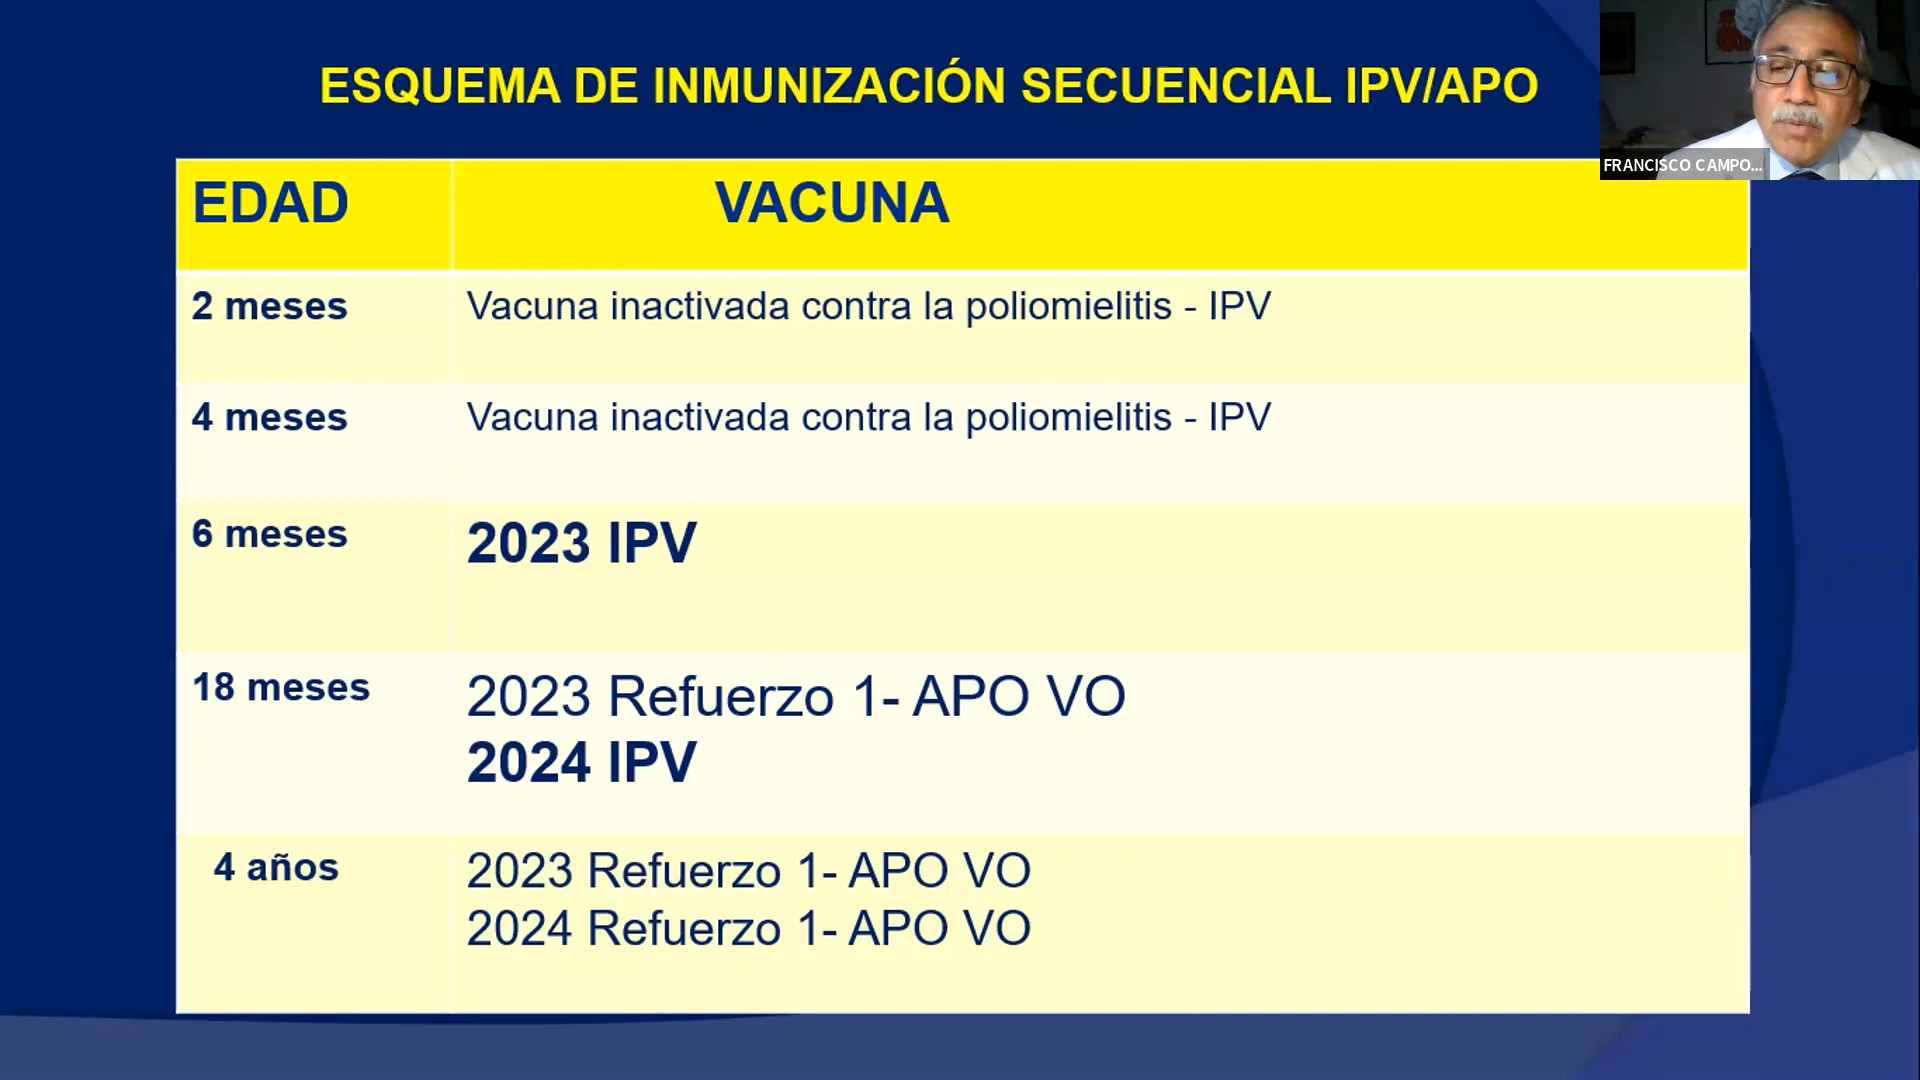 ESQUEMA DE INMUNIZACIÓN SECUENCIAL IPV/APO
FRANCISCO CAMPO...
EDAD VACUNA
2 meses Vacuna inactivada contra la poliomielitis - IPV
4 meses Vacuna inactivada contra la poliomielitis - IPV
6 meses 2023 IPV
18 meses 2023 Refuerzo 1- APO VO
2024 IPV
4 años 2023 Refuerzo 1- APO VO
2024 Refuerzo 1- APO VO